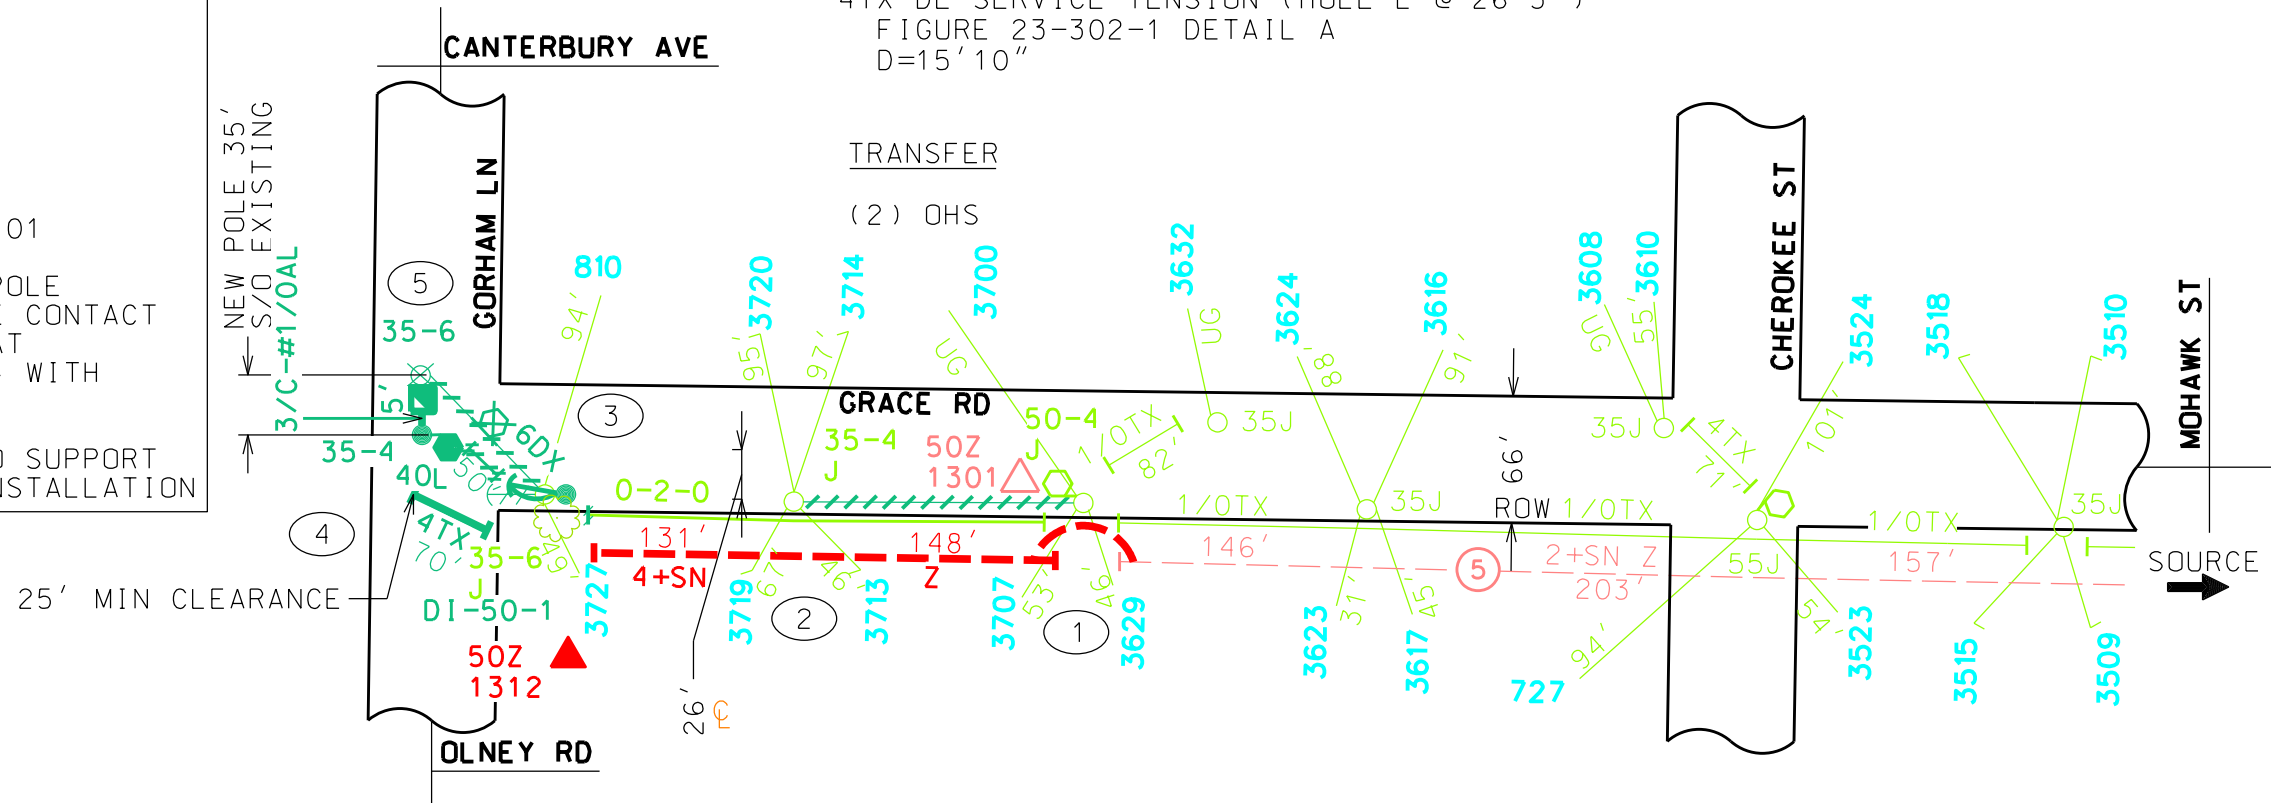 FIGURE 23-302-1 DETAIL A
D=15'10"
CANTERBURY AVE
NEW POLE 35'
S/O EXISTING
3/C-#1/0AL
GORHAM LN
TRANSFER
(2) OHS
01
POLE
CONTACT
AT
WITH
SUPPORT
NSTALLATION
5
35-6
5'
35-4
40L
50'
6DX
3
4TX
70'
4
25' MIN CLEARANCE
35-6
J
DI-50-1
50Z
1312
OLNEY RD
810
94'
49'
3727
0-2-0
131'
4+SN
148'
Z
3720
95'
3714
97'
3719
67'
46'
3713
2
26'
℄
GRACE RD
35-4
J
50Z
1301
50-4
J
3700
UG
1/0TX
82'
3707
53'
46'
3629
1
3632
UG
35J
1/0TX
146'
3624
88'
3616
91'
35J
3623
31'
45'
3617
5
2+SN Z
203'
66'
ROW
1/0TX
3608
UG
3610
55'
35J
4TX
71'
CHEROKEE ST
3524
101'
55J
727
94'
54'
3523
1/0TX
157'
3518
3510
35J
3515
3509
MOHAWK ST
SOURCE